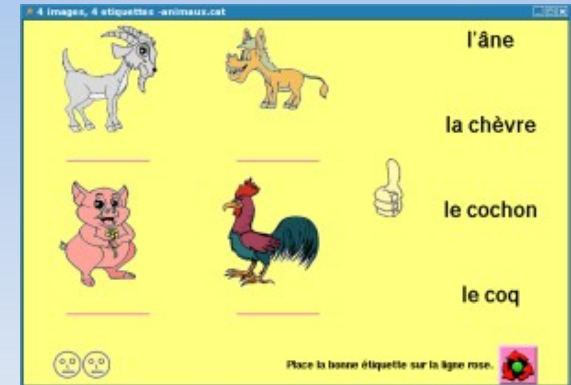 4 images, 4 etiquettes -animaux.cat
l'âne
la chèvre
le cochon
le coq
Place la bonne étiquette sur la ligne rose.